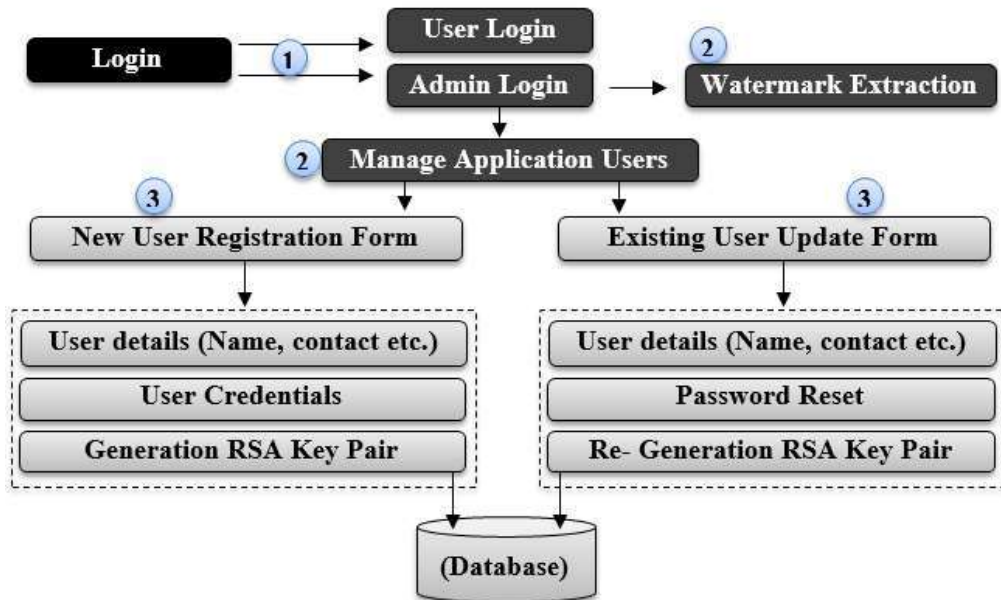 User Login
Login
1
2
Admin Login
Watermark Extraction
2
Manage Application Users
3
3
New User Registration Form
Existing User Update Form
User details (Name, contact etc.)
User details (Name, contact etc.)
User Credentials
Password Reset
Generation RSA Key Pair
Re- Generation RSA Key Pair
(Database)